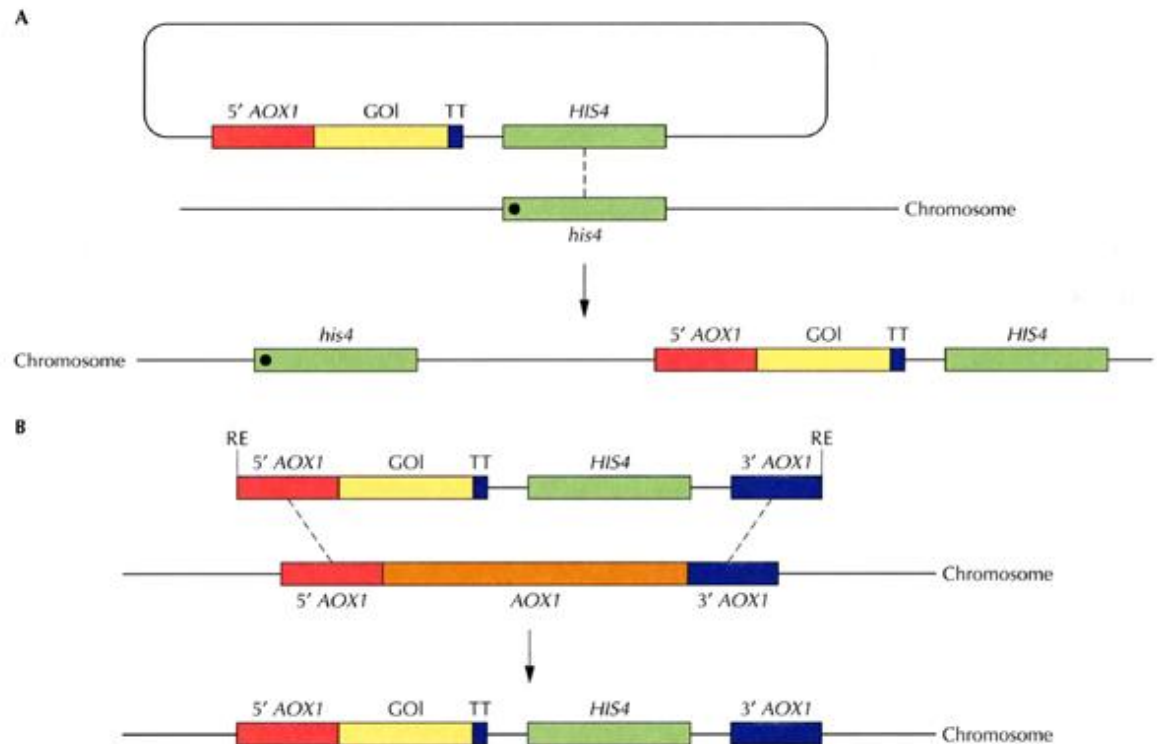 A
5' AOX1 GOI TT HIS4
Chromosome
his4
his4 5' AOX1 GOI TT HIS4
Chromosome
B
RE RE
5' AOX1 GOI TT HIS4 3' AOX1
Chromosome
5' AOX1 AOX1 3' AOX1
5' AOX1 GOI TT HIS4 3' AOX1
Chromosome